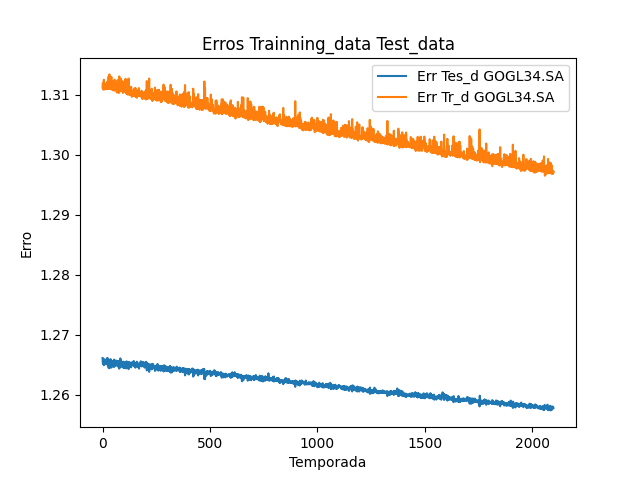 Erros Trainning_data Test_data
Err Tes_d GOGL34.SA
Err Tr_d GOGL34.SA
1.31
1.30
1.29
1.28
1.27
1.26
Erro
0
500
1000
1500
2000
Temporada